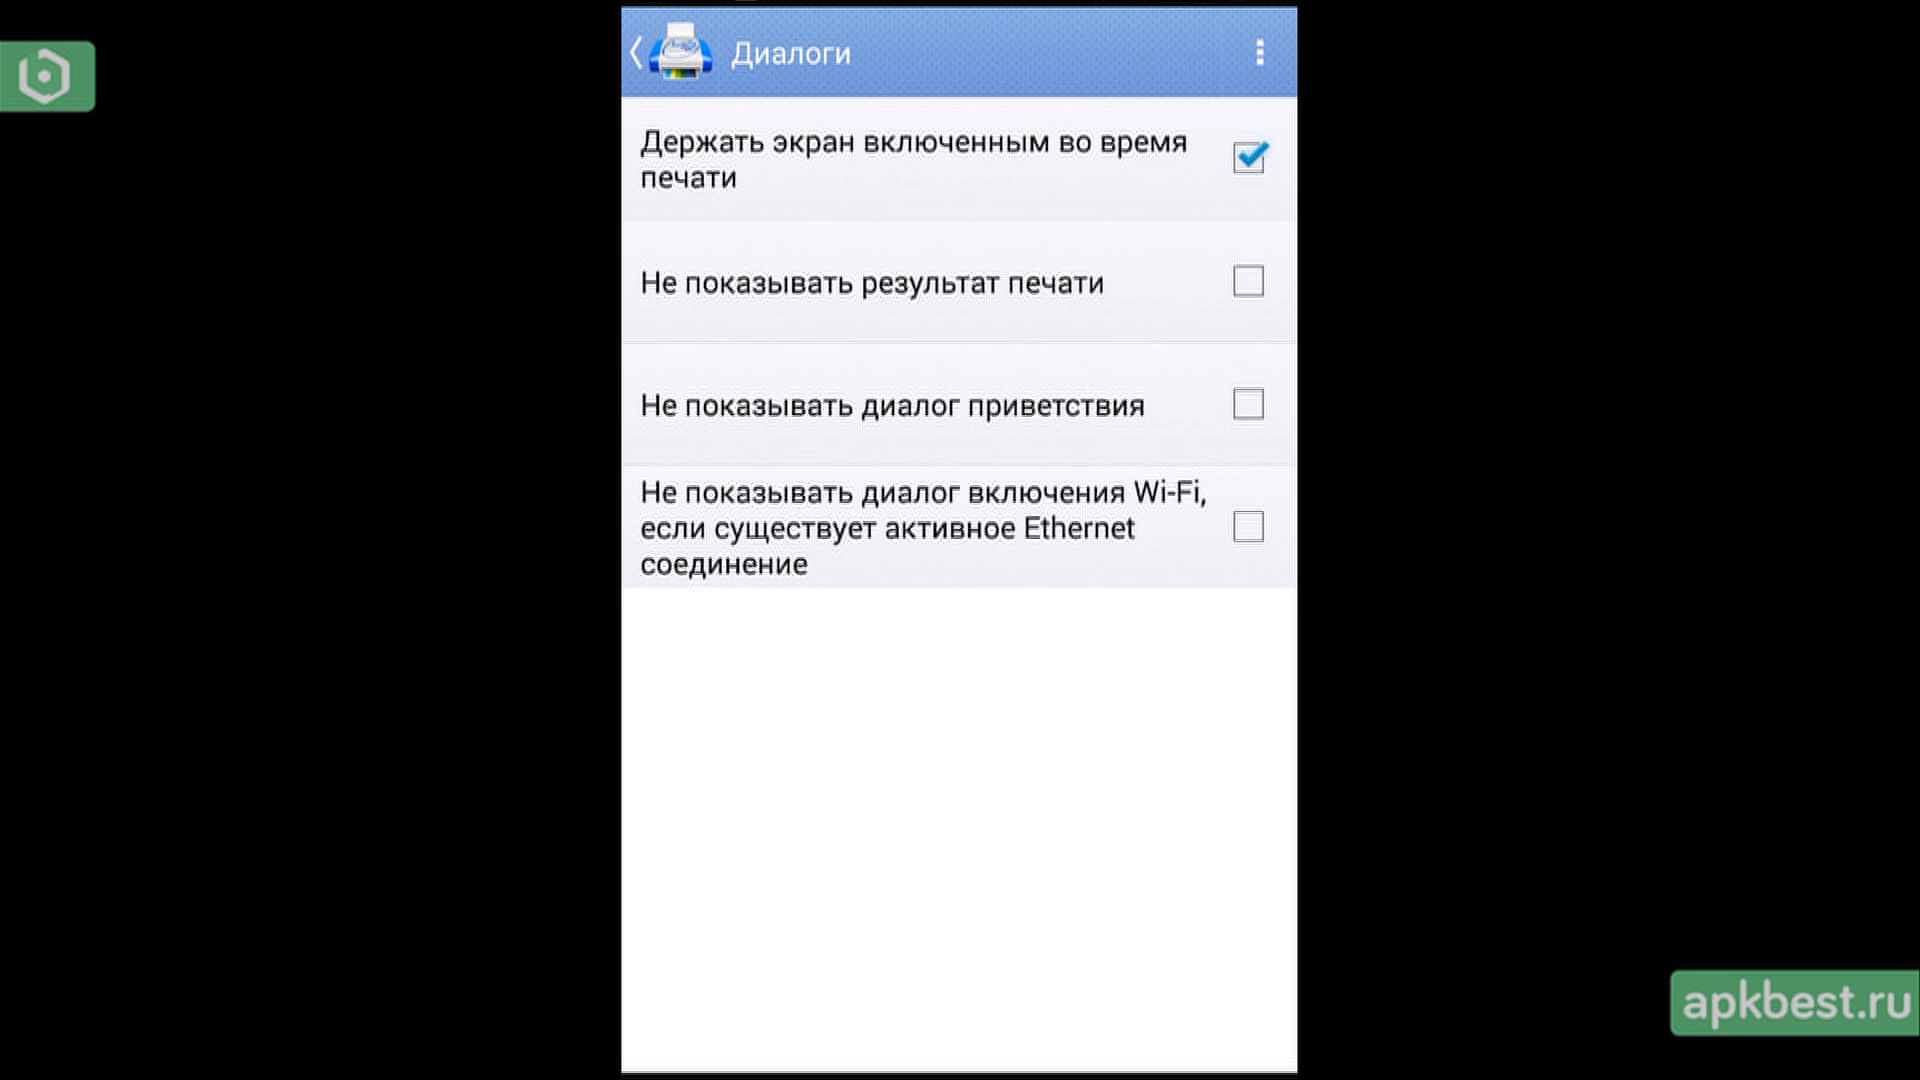 Диалоги
Держать экран включенным во время
печати
Не показывать результат печати
Не показывать диалог приветствия
Не показывать диалог включения Wi-Fi,
если существует активное Ethernet
соединение
apkbest.ru